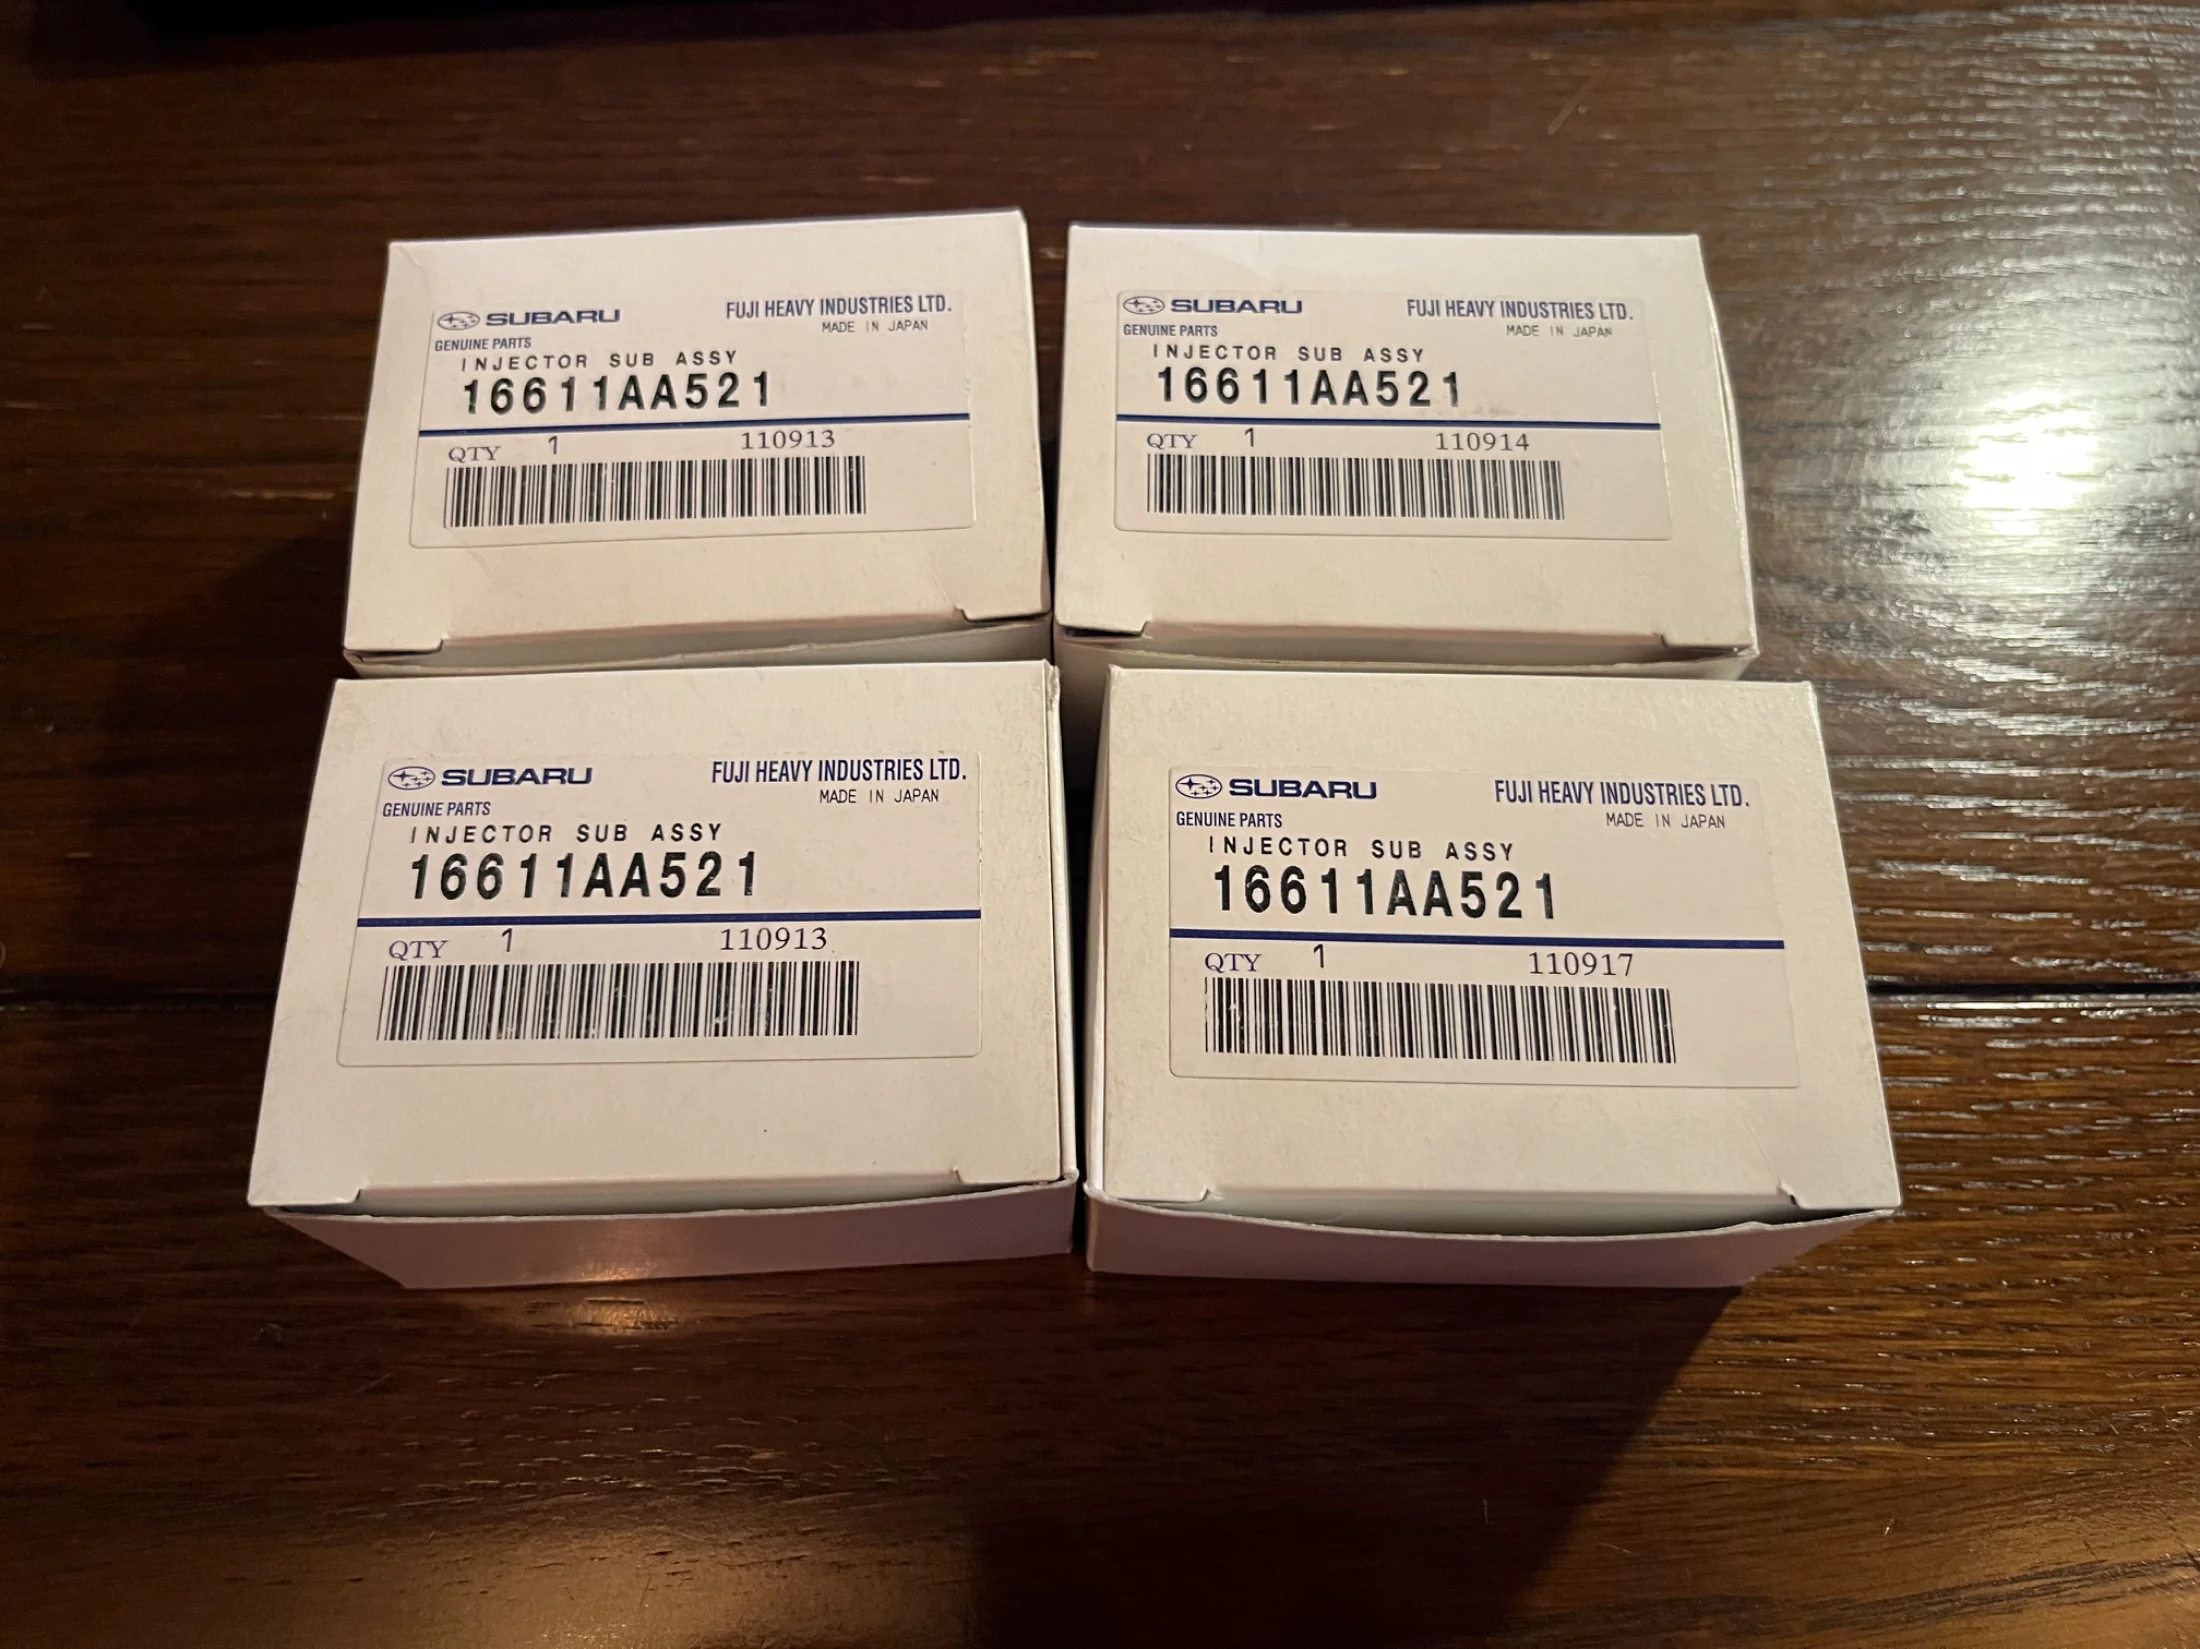 SUBARU FUJI HEAVY INDUSTRIES LTD.
MADE IN JAPAN
GENUINE PARTS
INJECTOR SUB ASSY
16611AA521
QTY 1 110913
SUBARU FUJI HEAVY INDUSTRIES LTD.
GENUINE PARTS MADE IN JAPAN
INJECTOR SUB ASSY
16611AA521
QTY 1 110914
SUBARU FUJI HEAVY INDUSTRIES LTD.
MADE IN JAPAN
GENUINE PARTS
INJECTOR SUB ASSY
16611AA521
QTY 1 110913
SUBARU FUJI HEAVY INDUSTRIES LTD.
GENUINE PARTS MADE IN JAPAN
INJECTOR SUB ASSY
16611AA521
QTY 1 110917